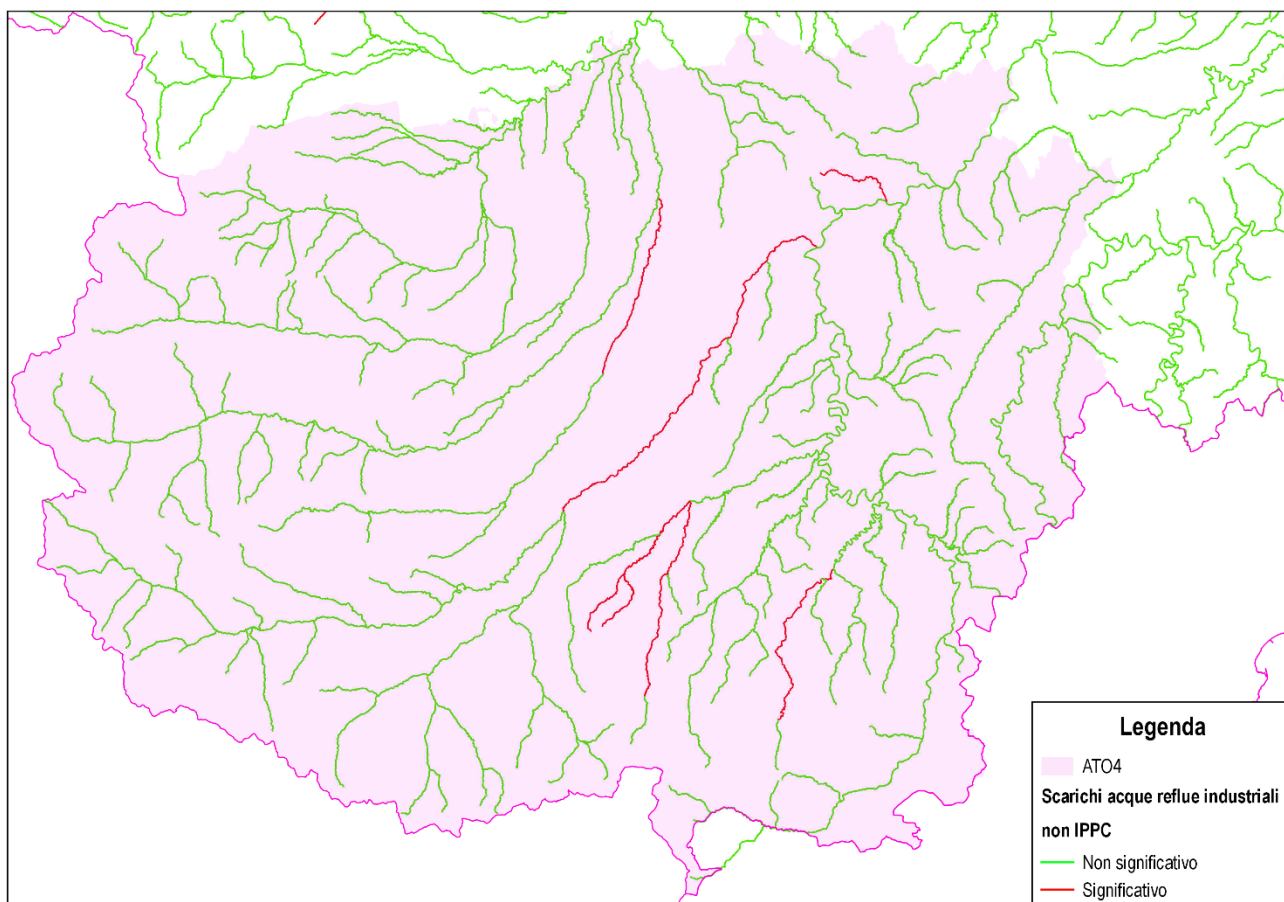 Legenda
ATO4
Scarichi acque reflue industriali
non IPPC
Non significativo
Significativo